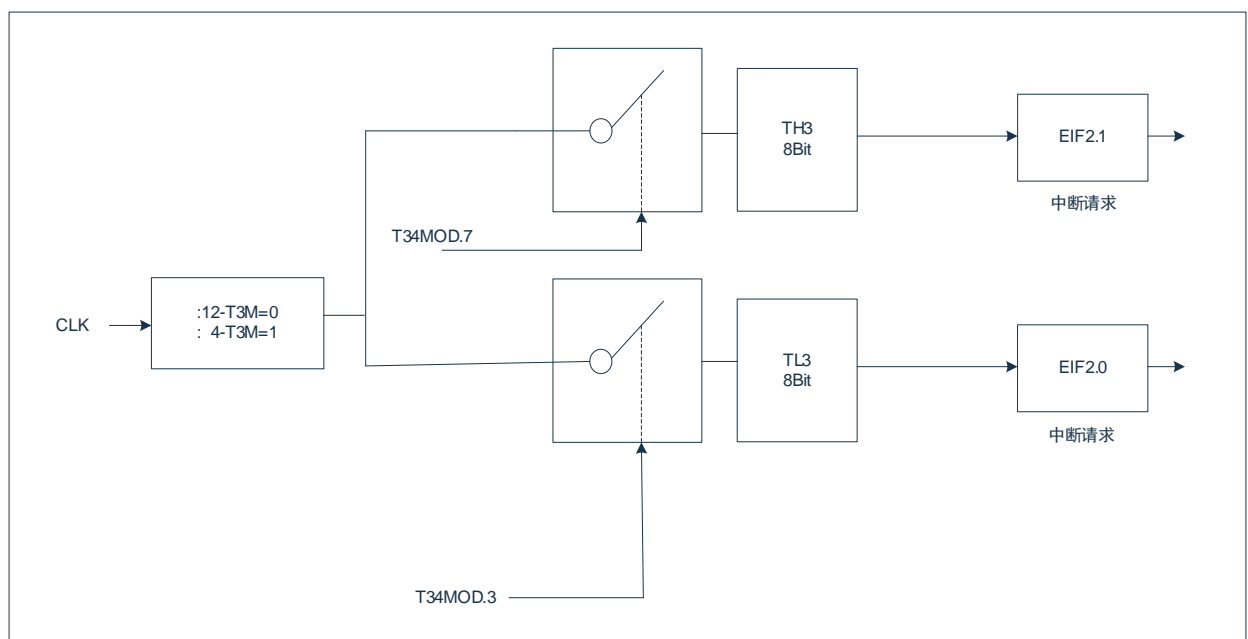 TH3
8Bit
EIF2.1
中断请求
T34MOD.7
CLK
:12-T3M=0
: 4-T3M=1
TL3
8Bit
EIF2.0
中断请求
T34MOD.3